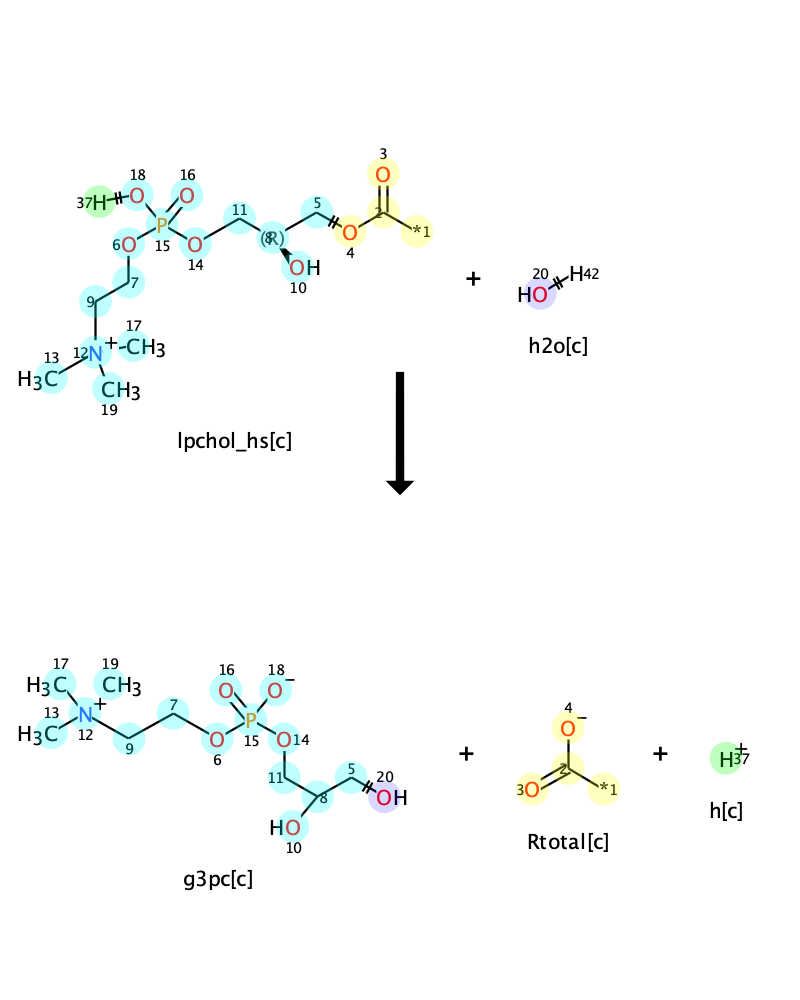 3
18 16
37H O O O
5
11 2
P (R) 8 O *1
6O 15 O 4
14 OH
10
7
9
20 H42
HO
+
h2o[c]
17
12N+ CH3
13
H3C CH3
19
lpchol_hs[c]
17 19 16 18
H3C CH3 O O−
7
13 N+ P
H3C 12 O 15 O14
9 6
11 5 20
8 OH
HO
10
g3pc[c]
+
4
O−
2
3O *1
Rtotal[c]
+
H+37
h[c]